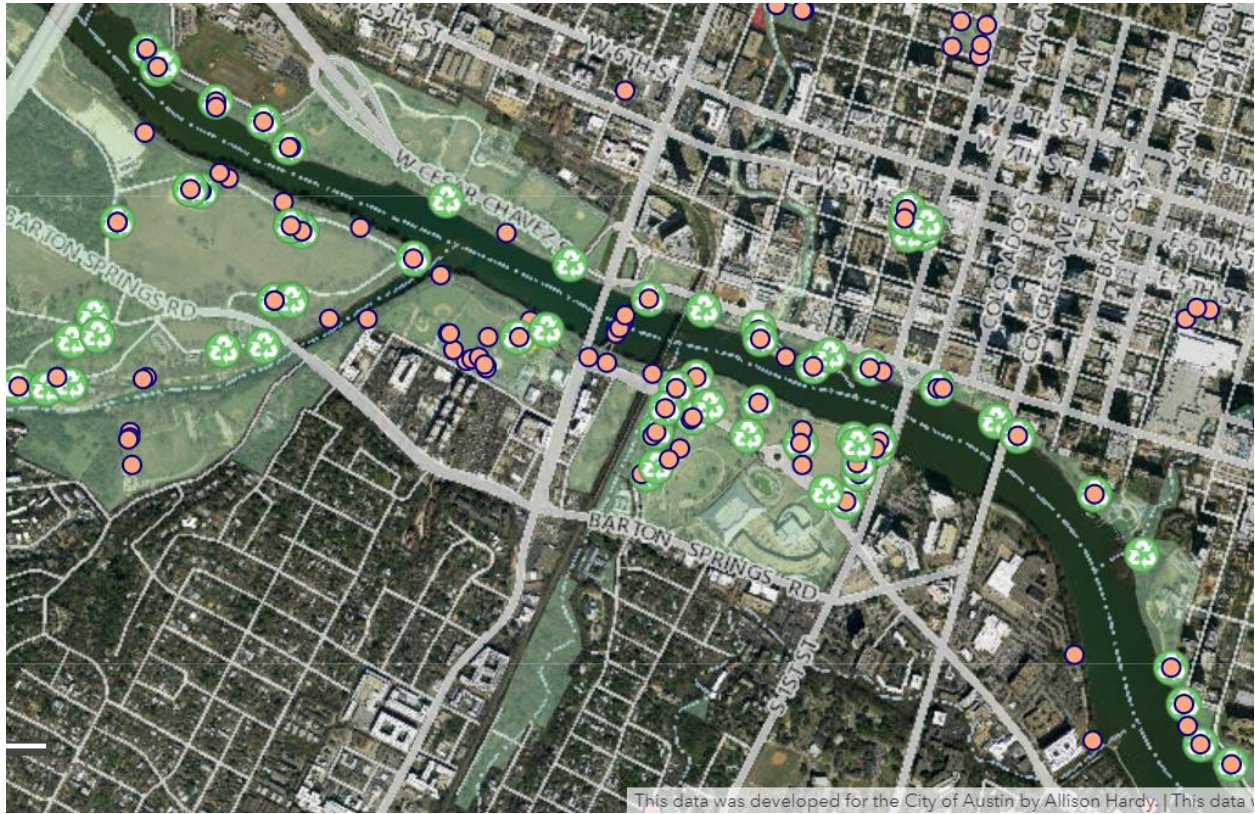 W 5TH ST
W 6TH ST
LAVACA
SAN JACINTO BLV
W 8TH ST
W 7TH ST
E 8TH
W 5TH
W CESAR CHAVEZ S
BRAZOS ST
COLORADO S
CONGRESS AVE
E 6TH ST
BARTON SPRINGS RD
BARTON SPRINGS RD
S 1ST ST
This data was developed for the City of Austin by Allison Hardy. | This data v